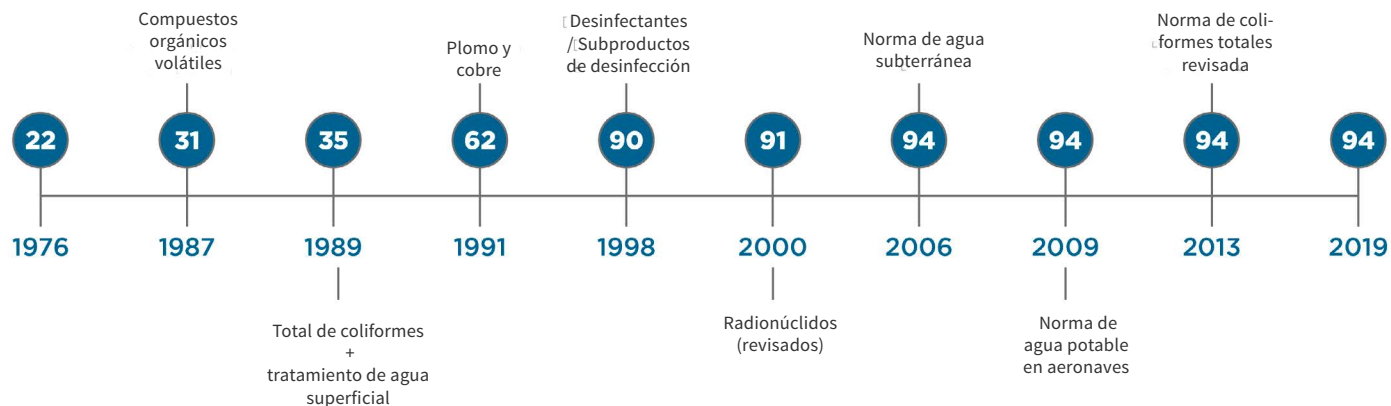 Compuestos
orgánicos
volátiles
Plomo y
cobre
Desinfectantes
/Subproductos
de desinfección
Norma de agua
subterránea
Norma de coli-
formes totales
revisada
22
31
35
62
90
91
94
94
94
94
1976
1987
1989
1991
1998
2000
2006
2009
2013
2019
Total de coliformes
+
tratamiento de agua
superficial
Radionúclidos
(revisados)
Norma de
agua potable
en aeronaves